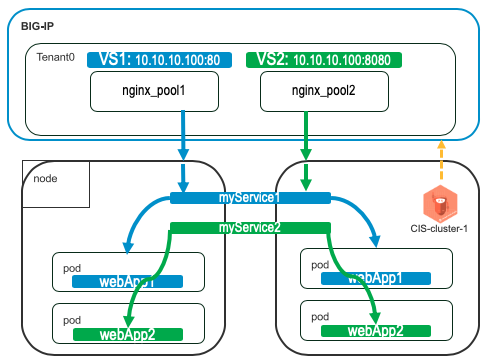 BIG-IP
Tenant0
VS1: 10.10.10.100:80
VS2: 10.10.10.100:8080
nginx_pool1
nginx_pool2
node
myService1
myService2
CIS-cluster-1
pod
webApp1
pod
webApp1
pod
webApp2
pod
webApp2